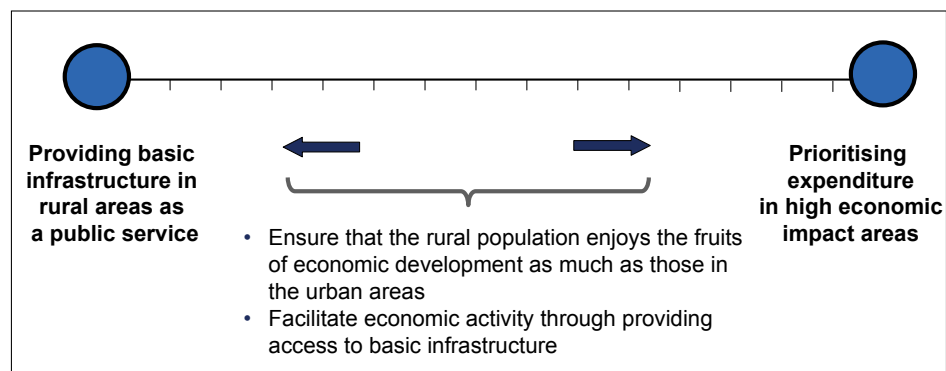 Providing basic
infrastructure in
rural areas as
a public service
Prioritising
expenditure
in high economic
impact areas
• Ensure that the rural population enjoys the fruits
of economic development as much as those in
the urban areas
• Facilitate economic activity through providing
access to basic infrastructure